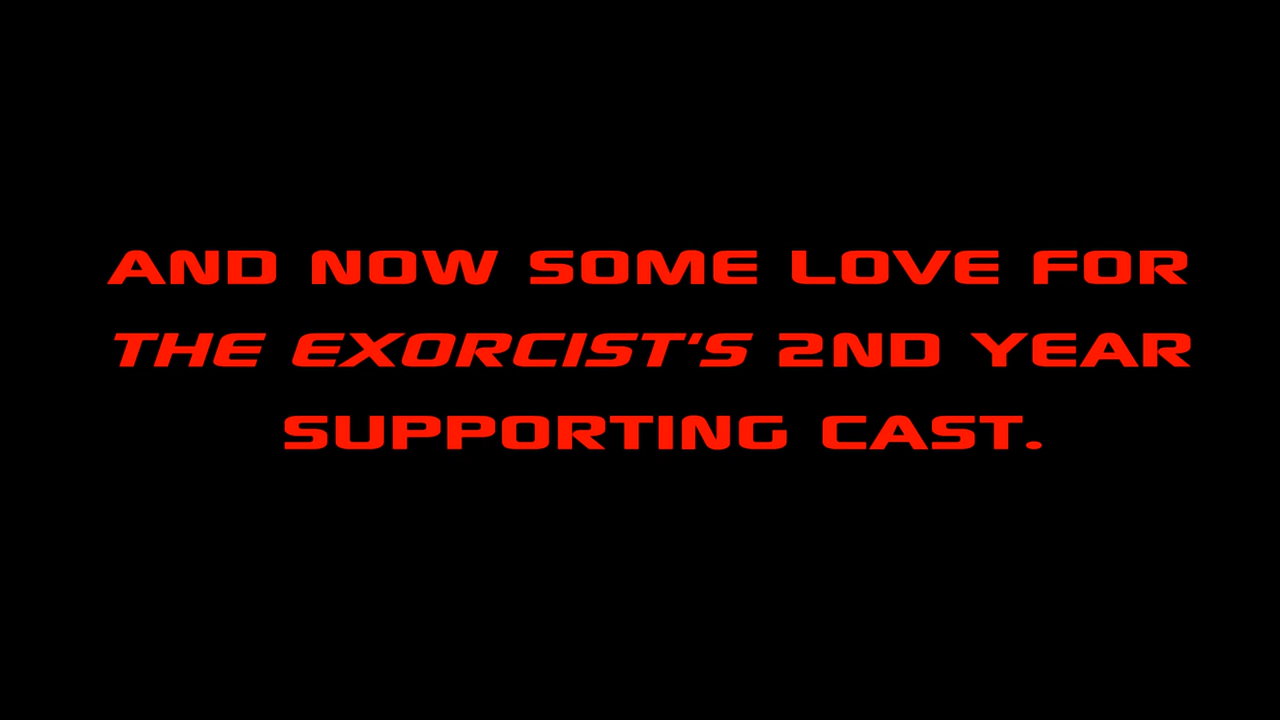 AND NOW SOME LOVE FOR
THE EXORCIST'S 2ND YEAR
SUPPORTING CAST.